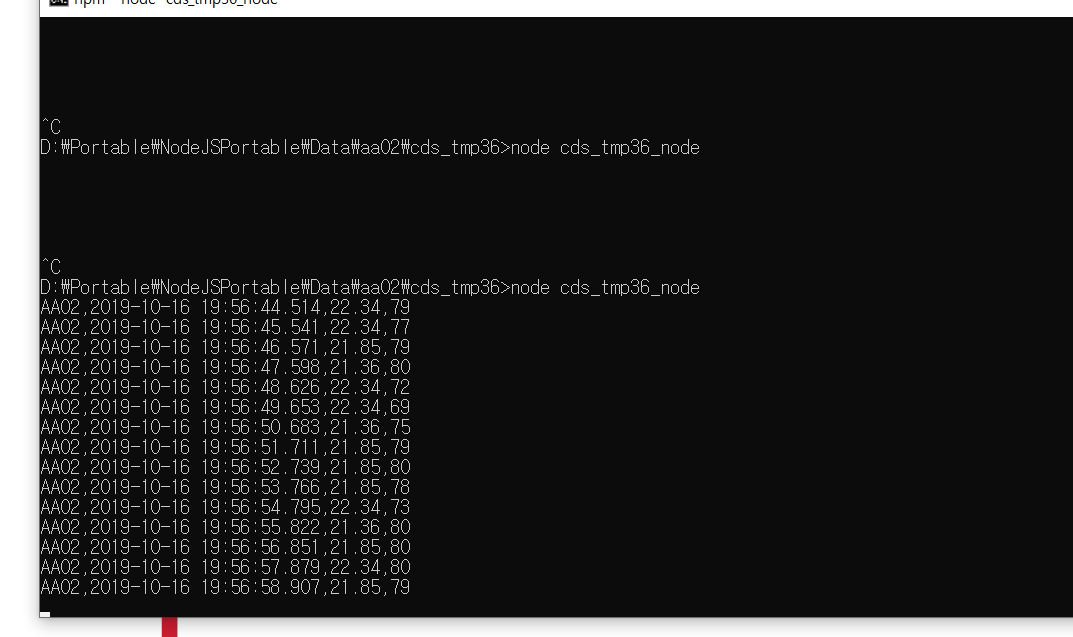 npm - node cds_tmp36_node
^C
D:₩Portable₩NodeJSPortable₩Data₩aa02₩cds_tmp36>node cds_tmp36_node
^C
D:₩Portable₩NodeJSPortable₩Data₩aa02₩cds_tmp36>node cds_tmp36_node
AA02,2019-10-16 19:56:44.514,22.34,79
AA02,2019-10-16 19:56:45.541,22.34,77
AA02,2019-10-16 19:56:46.571,21.85,79
AA02,2019-10-16 19:56:47.598,21.36,80
AA02,2019-10-16 19:56:48.626,22.34,72
AA02,2019-10-16 19:56:49.653,22.34,69
AA02,2019-10-16 19:56:50.683,21.36,75
AA02,2019-10-16 19:56:51.711,21.85,79
AA02,2019-10-16 19:56:52.739,21.85,80
AA02,2019-10-16 19:56:53.766,21.85,78
AA02,2019-10-16 19:56:54.795,22.34,73
AA02,2019-10-16 19:56:55.822,21.36,80
AA02,2019-10-16 19:56:56.851,21.85,80
AA02,2019-10-16 19:56:57.879,22.34,80
AA02,2019-10-16 19:56:58.907,21.85,79